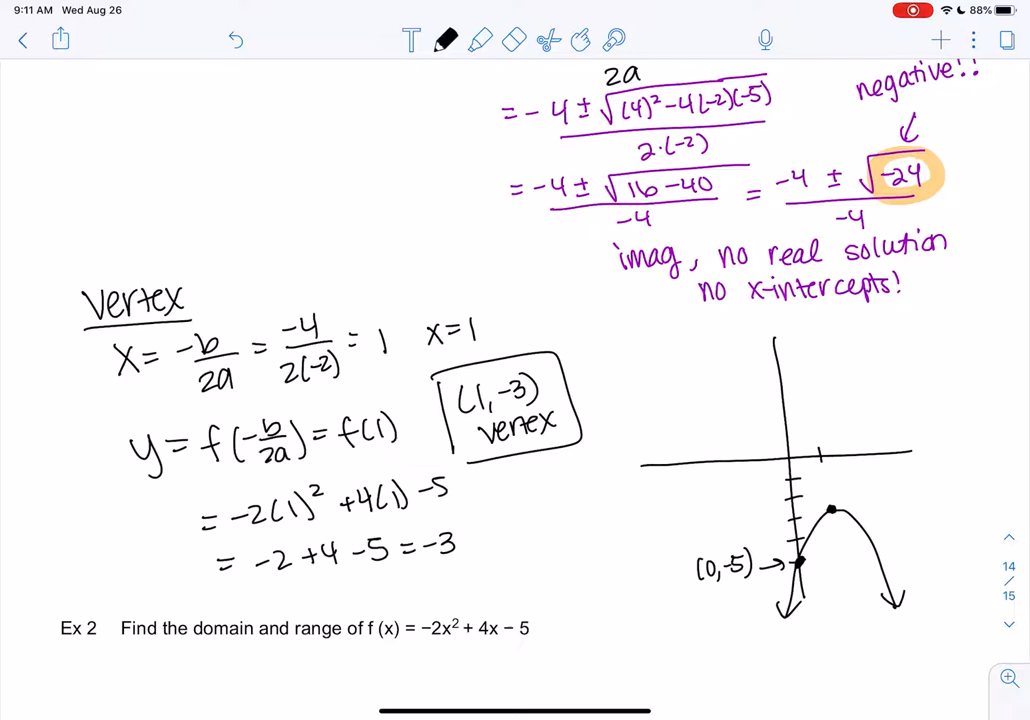 9:11 AM Wed Aug 26
88%
2a
= -4 ± √(4)² -4(-2)(-5)
2·(-2)
negative!!
= -4 ± √16 -40 = -4 ± √-24
-4 -4
imag, no real solution
no x-intercepts!
vertex
x = -b/2a = -4/2(-2) = 1 x=1
(1,-3)
vertex
y = f(-b/2a) = f(1)
= -2(1)² +4(1) -5
= -2 +4 -5 = -3
(0,-5)
14
/
15
Ex 2 Find the domain and range of f (x) = −2x² + 4x − 5